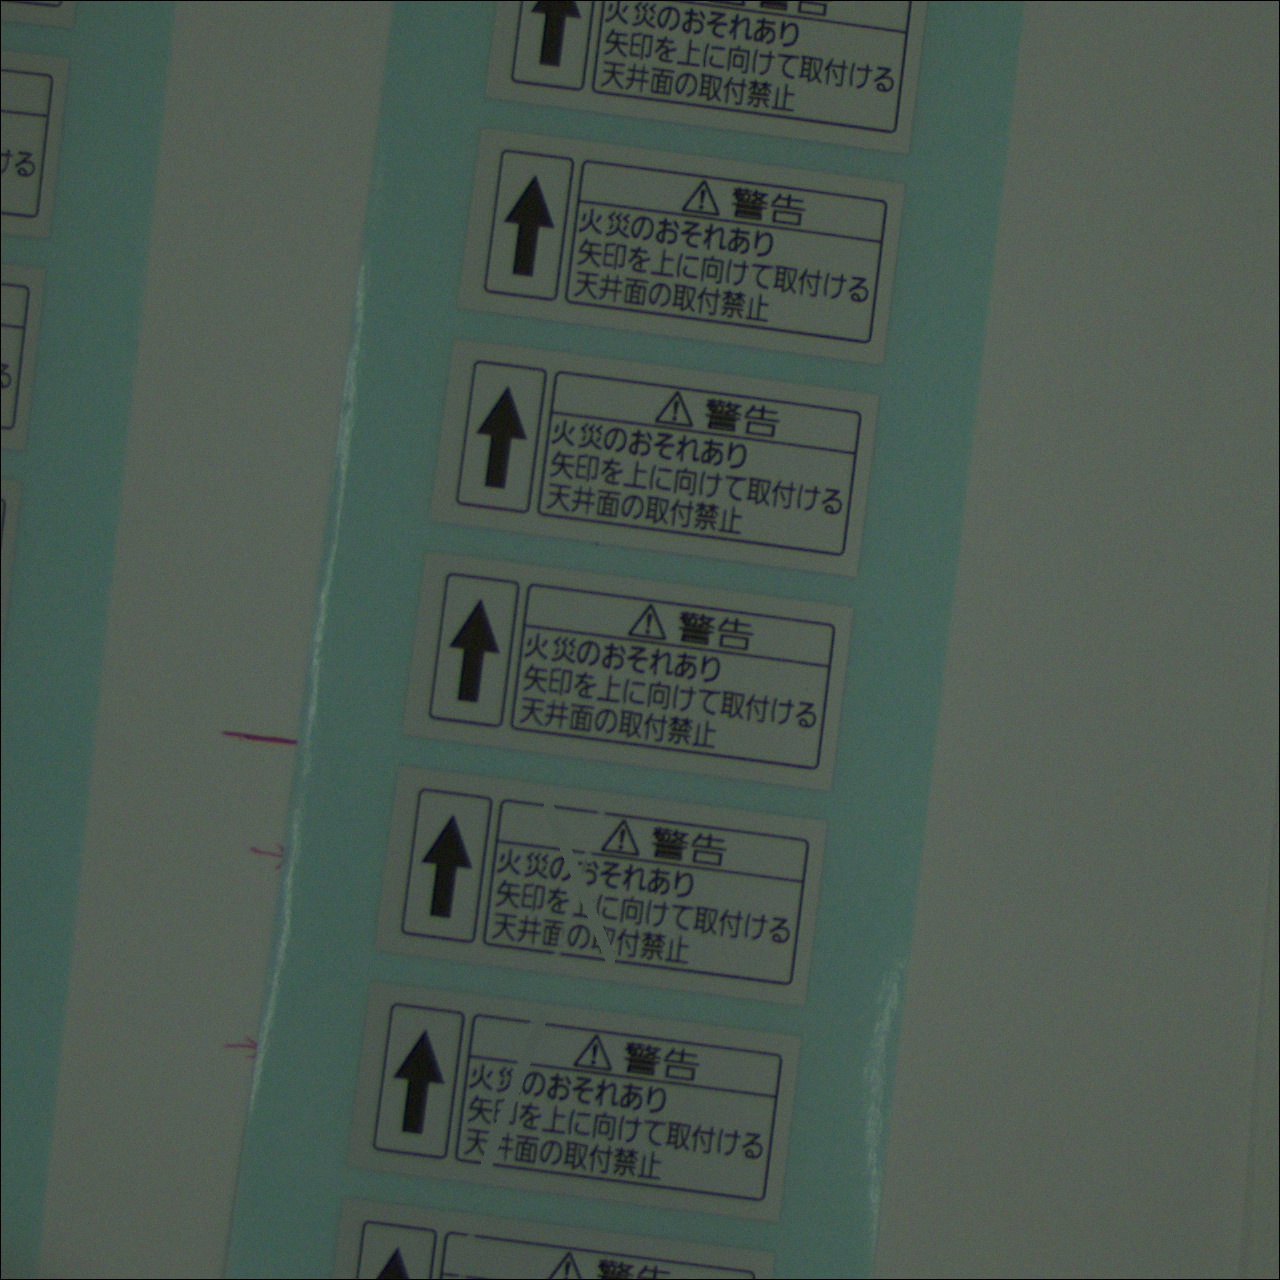 警告
火災のおそれあり
矢印を上に向けて取付ける
天井面の取付禁止
ける
警告
火災のおそれあり
矢印を上に向けて取付ける
天井面の取付禁止
る
警告
火災のおそれあり
矢印を上に向けて取付ける
天井面の取付禁止
警告
火災のおそれあり
矢印を上に向けて取付ける
天井面の取付禁止
警告
火災の それあり
矢印を に向けて取付ける
天井面の 付禁止
警告
火 のおそれあり
矢 を上に向けて取付ける
天 面の取付禁止
警告